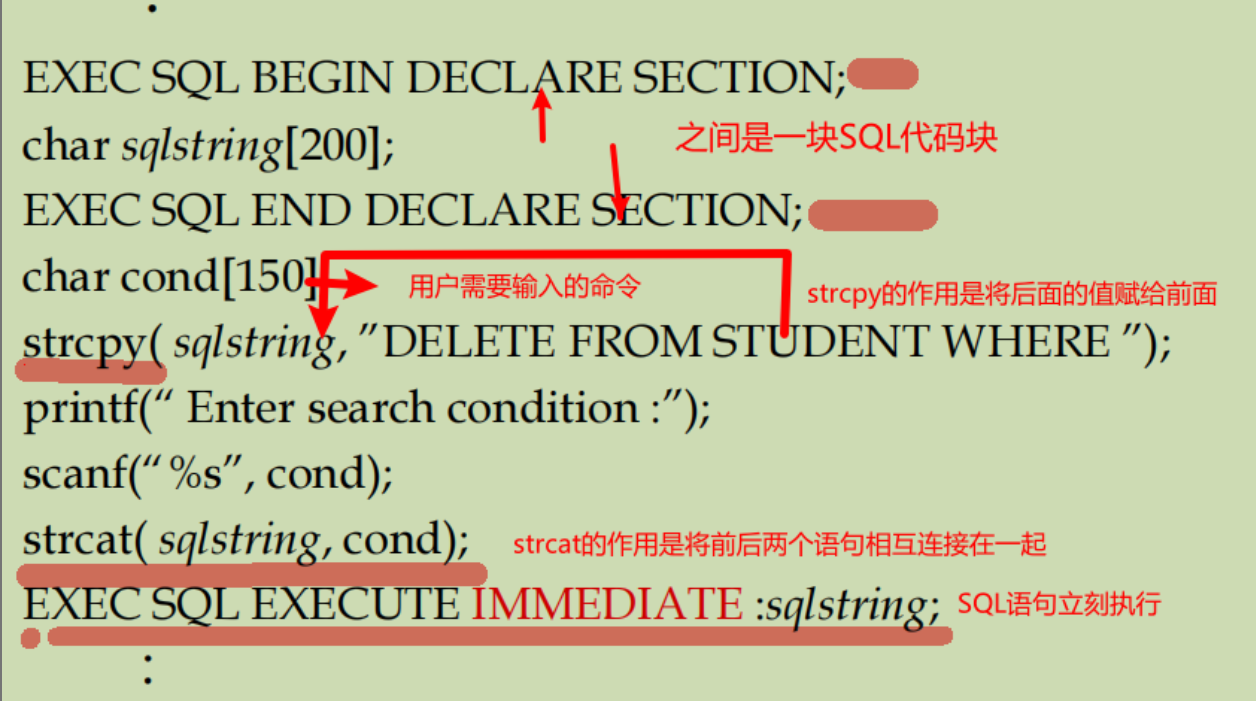 :
EXEC SQL BEGIN DECLARE SECTION;
之间是一块SQL代码块
char sqlstring[200];
EXEC SQL END DECLARE SECTION;
char cond[150]
用户需要输入的命令
strcpy的作用是将后面的值赋给前面
strcpy( sqlstring, ”DELETE FROM STUDENT WHERE ”);
printf(“ Enter search condition :”);
scanf(“%s”, cond);
strcat( sqlstring, cond);
strcat的作用是将前后两个语句相互连接在一起
EXEC SQL EXECUTE IMMEDIATE :sqlstring;
SQL语句立刻执行
: